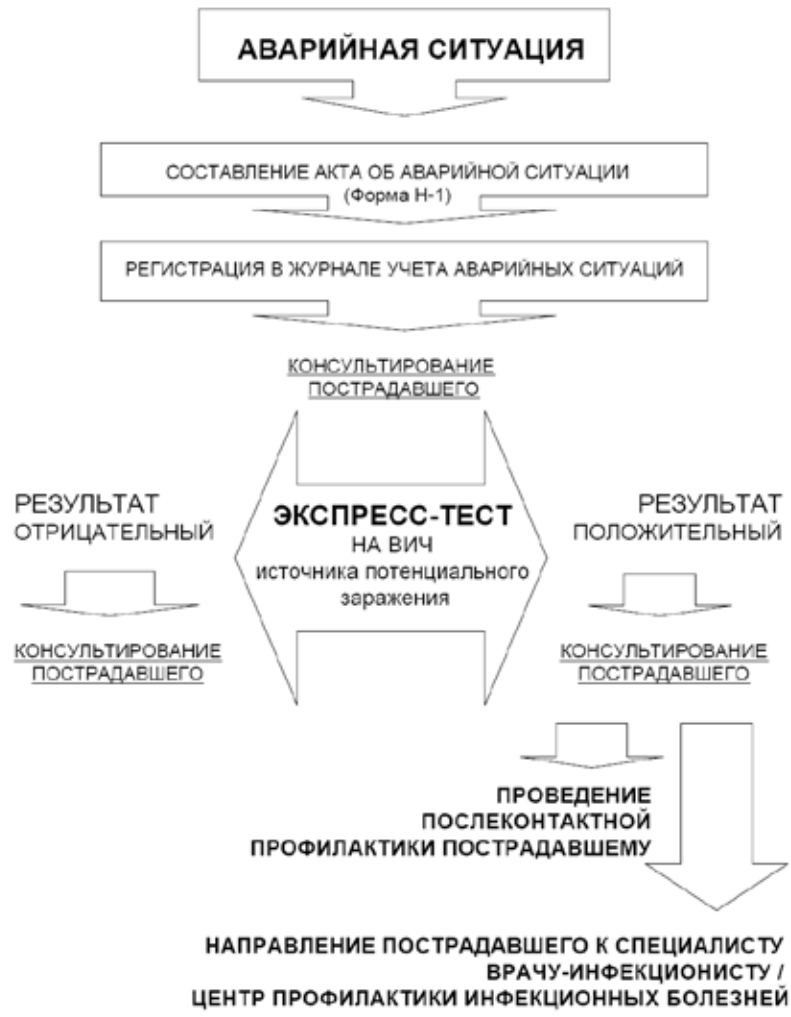 АВАРИЙНАЯ СИТУАЦИЯ
СОСТАВЛЕНИЕ АКТА ОБ АВАРИЙНОЙ СИТУАЦИИ
(Форма Н-1)
РЕГИСТРАЦИЯ В ЖУРНАЛЕ УЧЕТА АВАРИЙНЫХ СИТУАЦИЙ
КОНСУЛЬТИРОВАНИЕ
ПОСТРАДАВШЕГО
РЕЗУЛЬТАТ
ОТРИЦАТЕЛЬНЫЙ
КОНСУЛЬТИРОВАНИЕ
ПОСТРАДАВШЕГО
ЭКСПРЕСС-ТЕСТ
НА ВИЧ
источника потенциального
заражения
РЕЗУЛЬТАТ
ПОЛОЖИТЕЛЬНЫЙ
КОНСУЛЬТИРОВАНИЕ
ПОСТРАДАВШЕГО
ПРОВЕДЕНИЕ
ПОСЛЕКОНТАКТНОЙ
ПРОФИЛАКТИКИ ПОСТРАДАВШЕМУ
НАПРАВЛЕНИЕ ПОСТРАДАВШЕГО К СПЕЦИАЛИСТУ
ВРАЧУ-ИНФЕКЦИОНИСТУ /
ЦЕНТР ПРОФИЛАКТИКИ ИНФЕКЦИОННЫХ БОЛЕЗНЕЙ